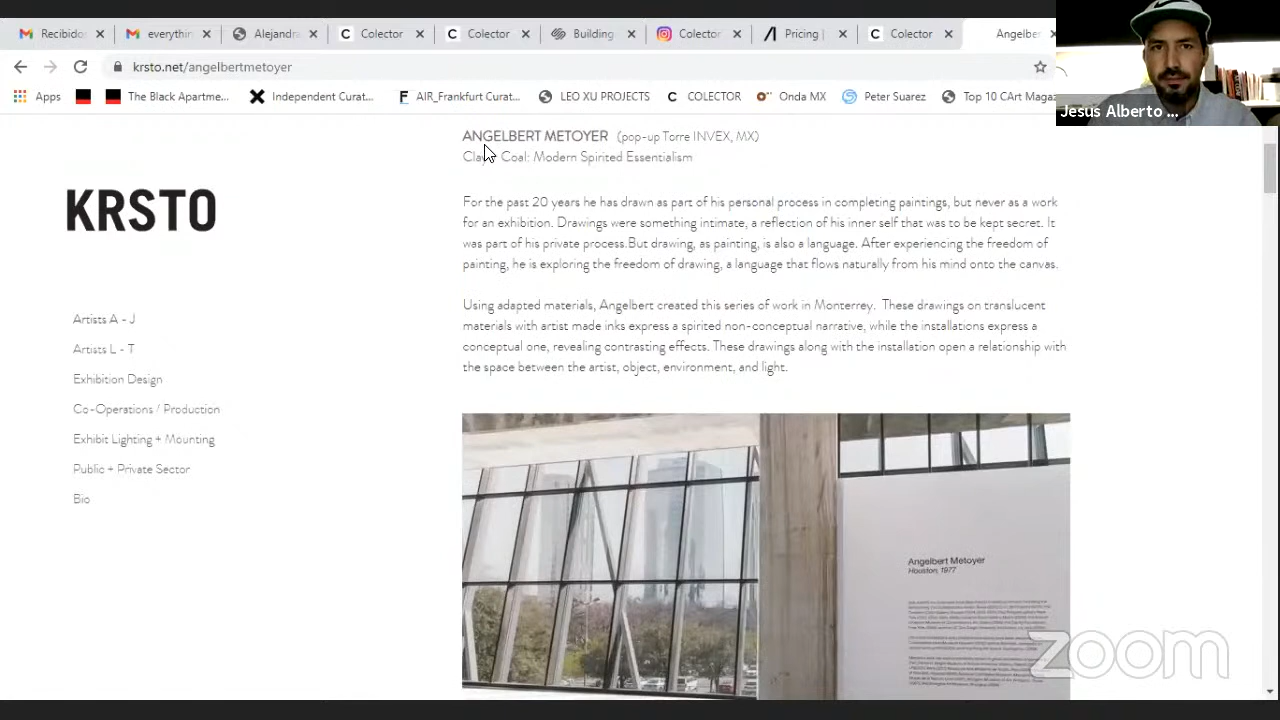 Recibidos
everythin
Alejandra
Colector
Colector
Building
Colector
Pricing |
Colector
Angelbe
krsto.net/angelbertmetoyer
Apps
The Black Apartme...
Independent Curat...
AIR_Frankfurt Curat...
LEO XU PROJECTS
COLECTOR
Onda MX
Peter Suarez
Top 10 CArt Magaz
Jesus Alberto ...
KRSTO
Artists A - J
Artists L - T
Exhibition Design
Co-Operations / Production
Exhibit Lighting + Mounting
Public + Private Sector
Bio
ANGELBERT METOYER (pop-up Torre INVEX, MX)
Coal: Modern Spirited Essentialism
For the past 20 years he has drawn as part of his personal process in completing paintings, but never as a work
for an exhibition. Drawings were something intimate, a reflection of his inner self that was to be kept secret. It
was part of his private process.But drawing, as painting, is also a language. After experiencing the freedom of
painting, he is exploring the freedom of drawing, a language that flows naturally from his mind onto the canvas.
Using adapted materials, Angelbert created this series of work in Monterrey. These drawings on translucent
materials with artist made inks express a spirited non-conceptual narrative, while the installations express a
conceptual one, revealing contrasting effects. These drawings along with the installation open a relationship with
the space between the artist, object, environment, and light.
Angelbert Metoyer
Houston, 1977
zoom